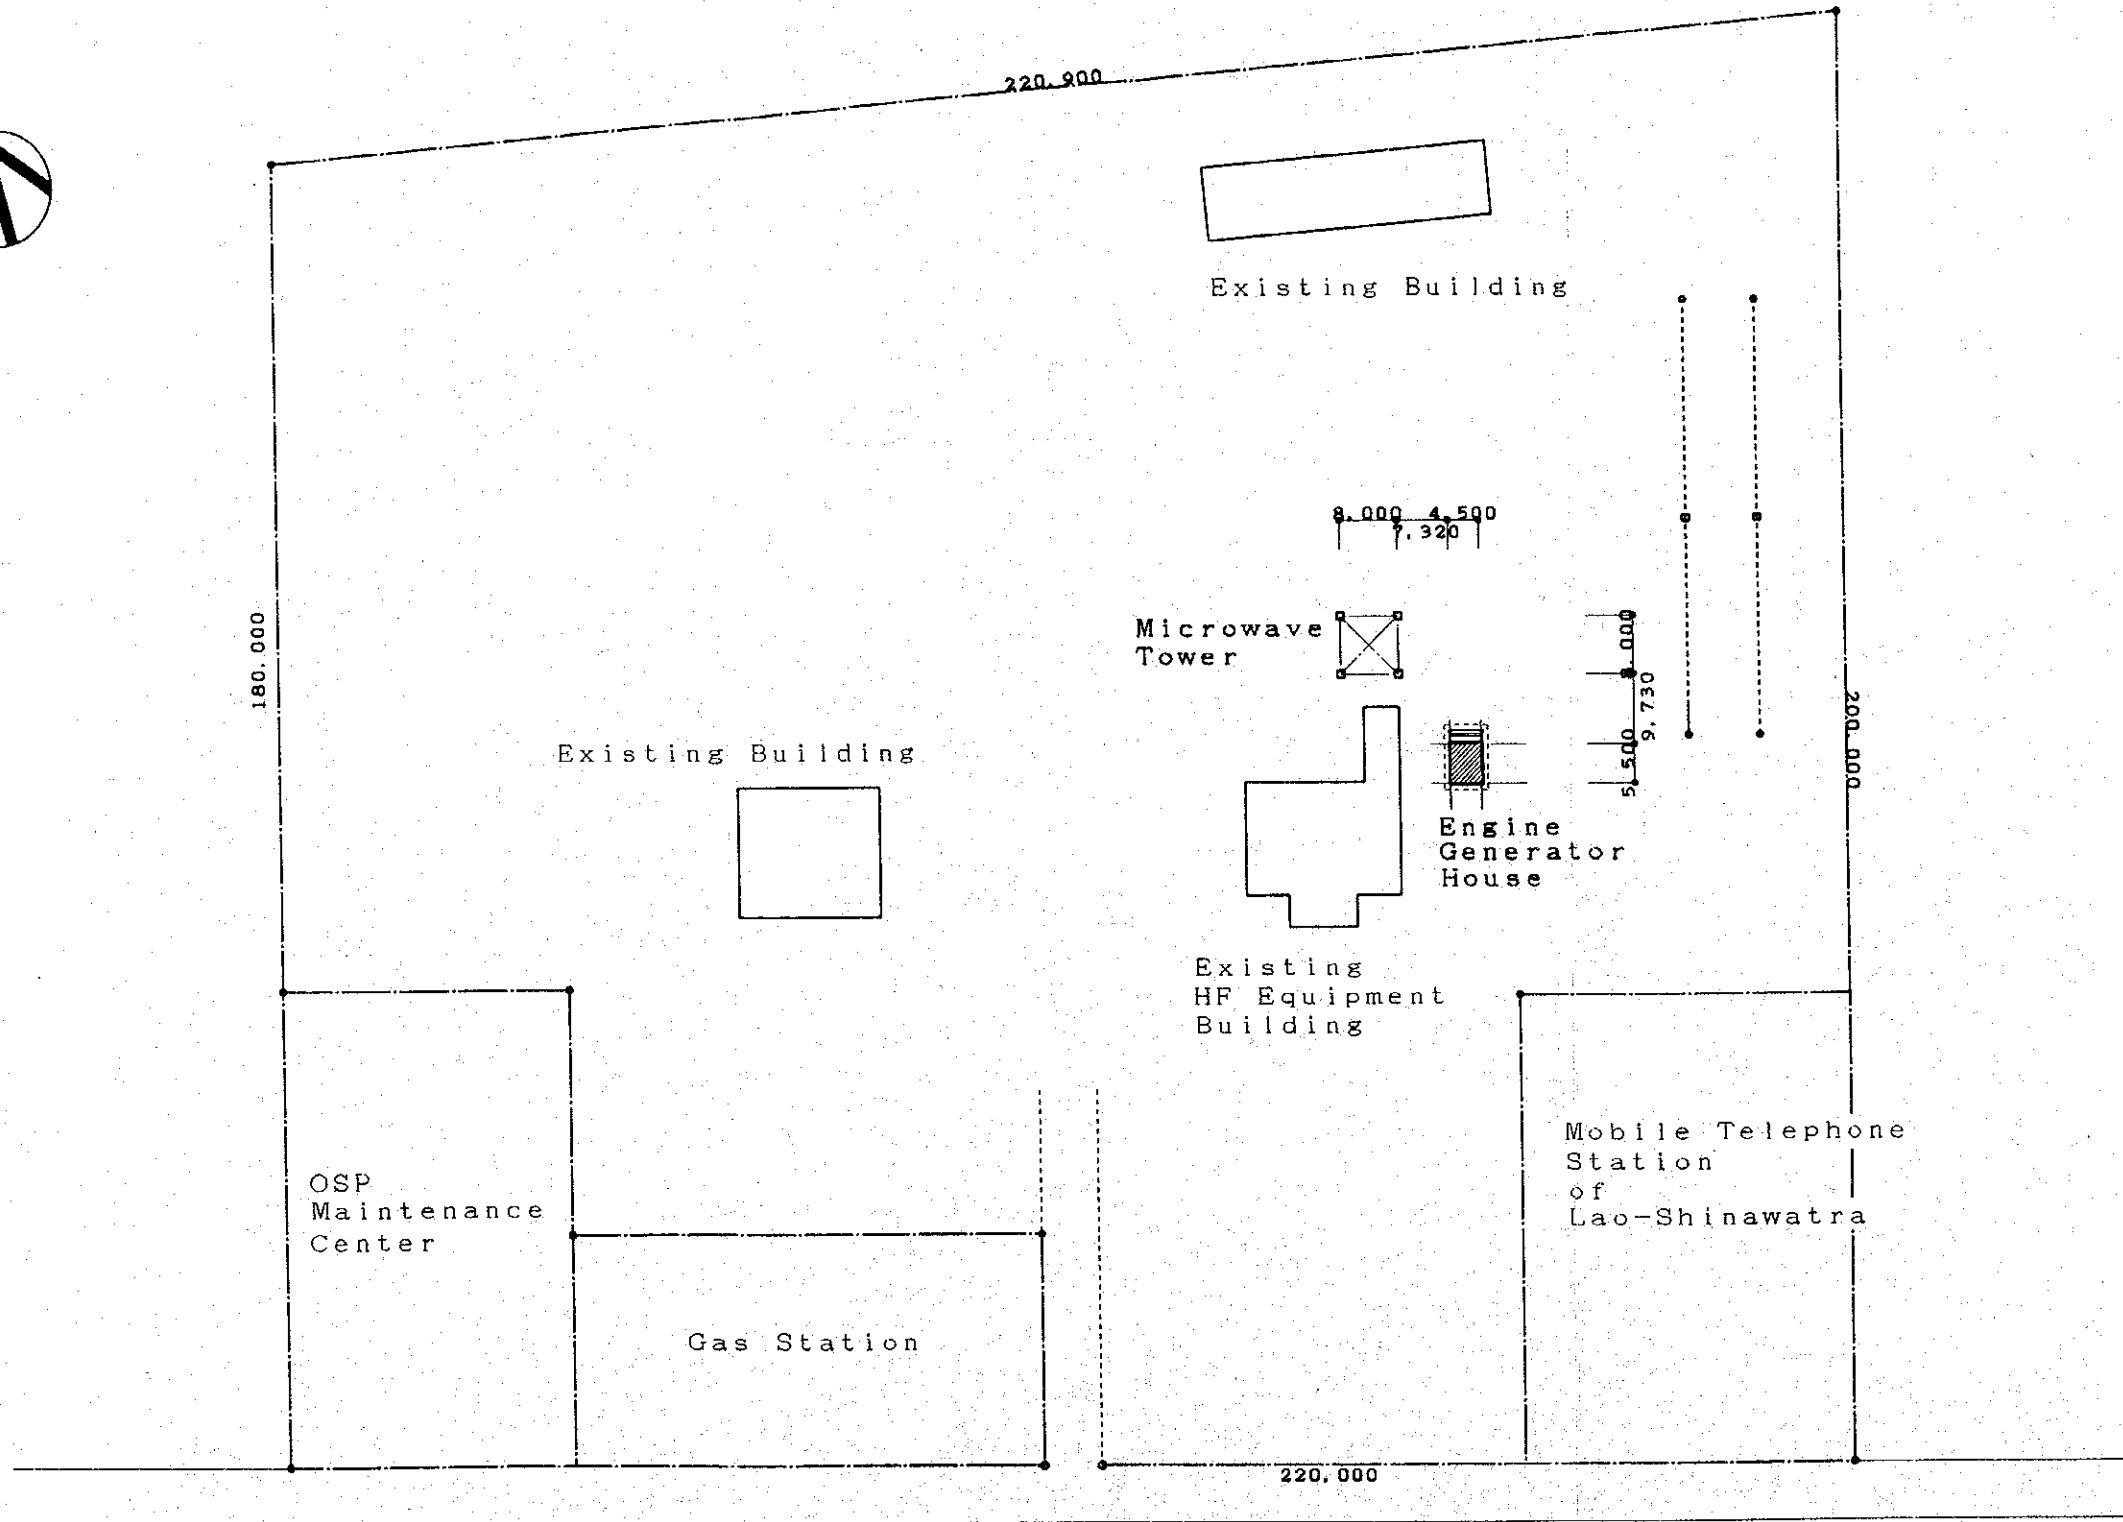 220,900
Existing Building
8,000 4,500
7,320
Microwave
Tower
8,000
9,730
5,500
180,000
200,000
Existing Building
Engine
Generator
House
Existing
HF Equipment
Building
Mobile Telephone
Station
of
Lao-Shinawatra
OSP
Maintenance
Center
Gas Station
220,000